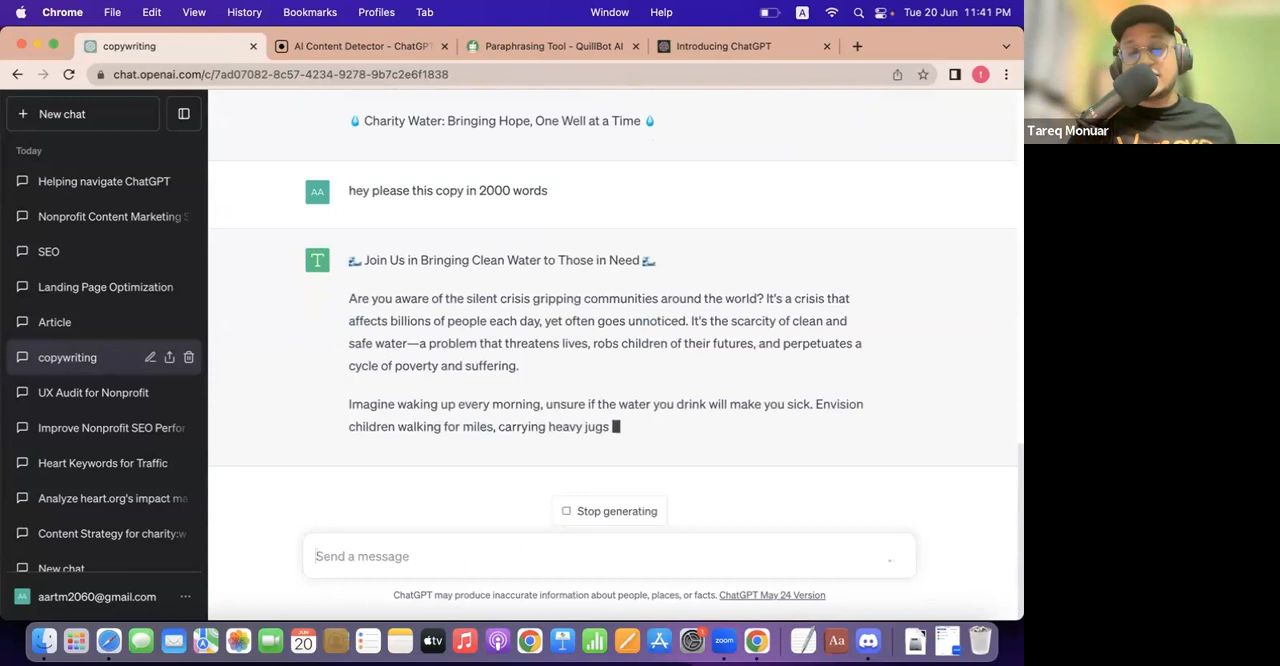 Chrome File Edit View History Bookmarks Profiles Tab Window Help A Tue 20 Jun 11:41 PM
copywriting
AI Content Detector - ChatGPT
Paraphrasing Tool - QuillBot AI
Introducing ChatGPT
chat.openai.com/c/7ad07082-8c57-4234-9278-9b7c2e6f1838
New chat
Today
Helping navigate ChatGPT
Nonprofit Content Marketing S
SEO
Landing Page Optimization
Article
copywriting
UX Audit for Nonprofit
Improve Nonprofit SEO Perfor
Heart Keywords for Traffic
Analyze heart.org's impact ma
Content Strategy for charity:w
New chat
aartm2060@gmail.com
💧 Charity Water: Bringing Hope, One Well at a Time 💧
AA
hey please this copy in 2000 words
🌊 Join Us in Bringing Clean Water to Those in Need 🌊
Are you aware of the silent crisis gripping communities around the world? It's a crisis that
affects billions of people each day, yet often goes unnoticed. It's the scarcity of clean and
safe water—a problem that threatens lives, robs children of their futures, and perpetuates a
cycle of poverty and suffering.
Imagine waking up every morning, unsure if the water you drink will make you sick. Envision
children walking for miles, carrying heavy jugs
Stop generating
Send a message
ChatGPT may produce inaccurate information about people, places, or facts. ChatGPT May 24 Version
Tareq Monuar
JUN
20
tv
zoom
Aa